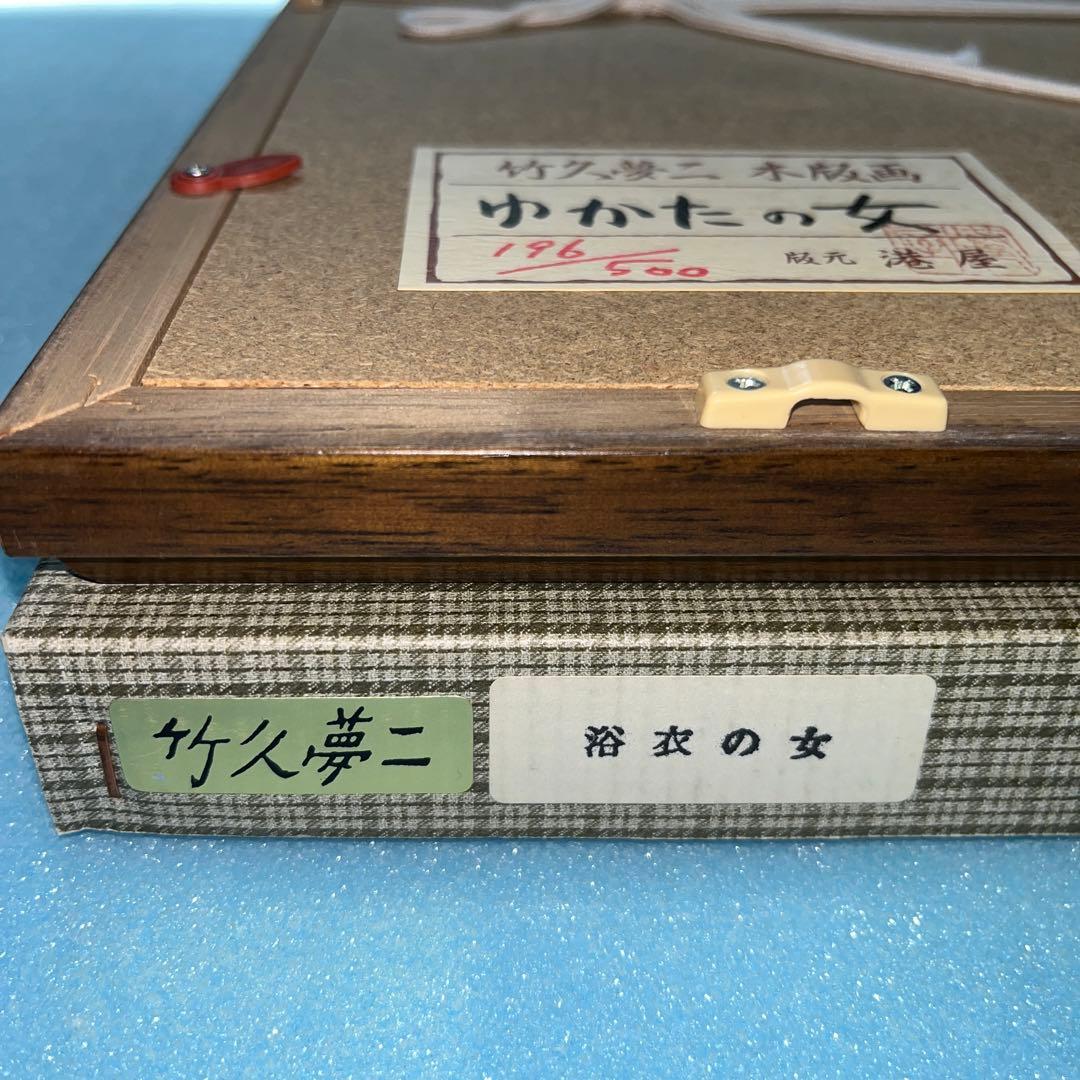 竹久夢二 木版画
ゆかたの女
196/500
版元 港屋
竹久夢二
浴衣の女